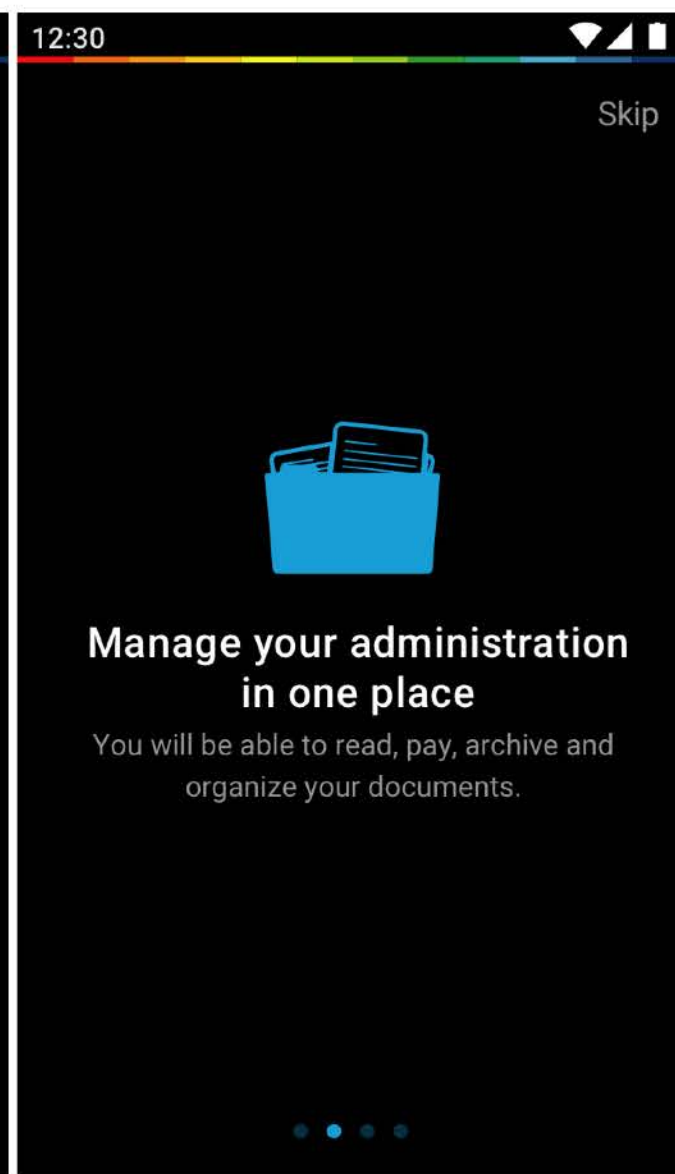 12:30
Skip
Manage your administration
in one place
You will be able to read, pay, archive and
organize your documents.